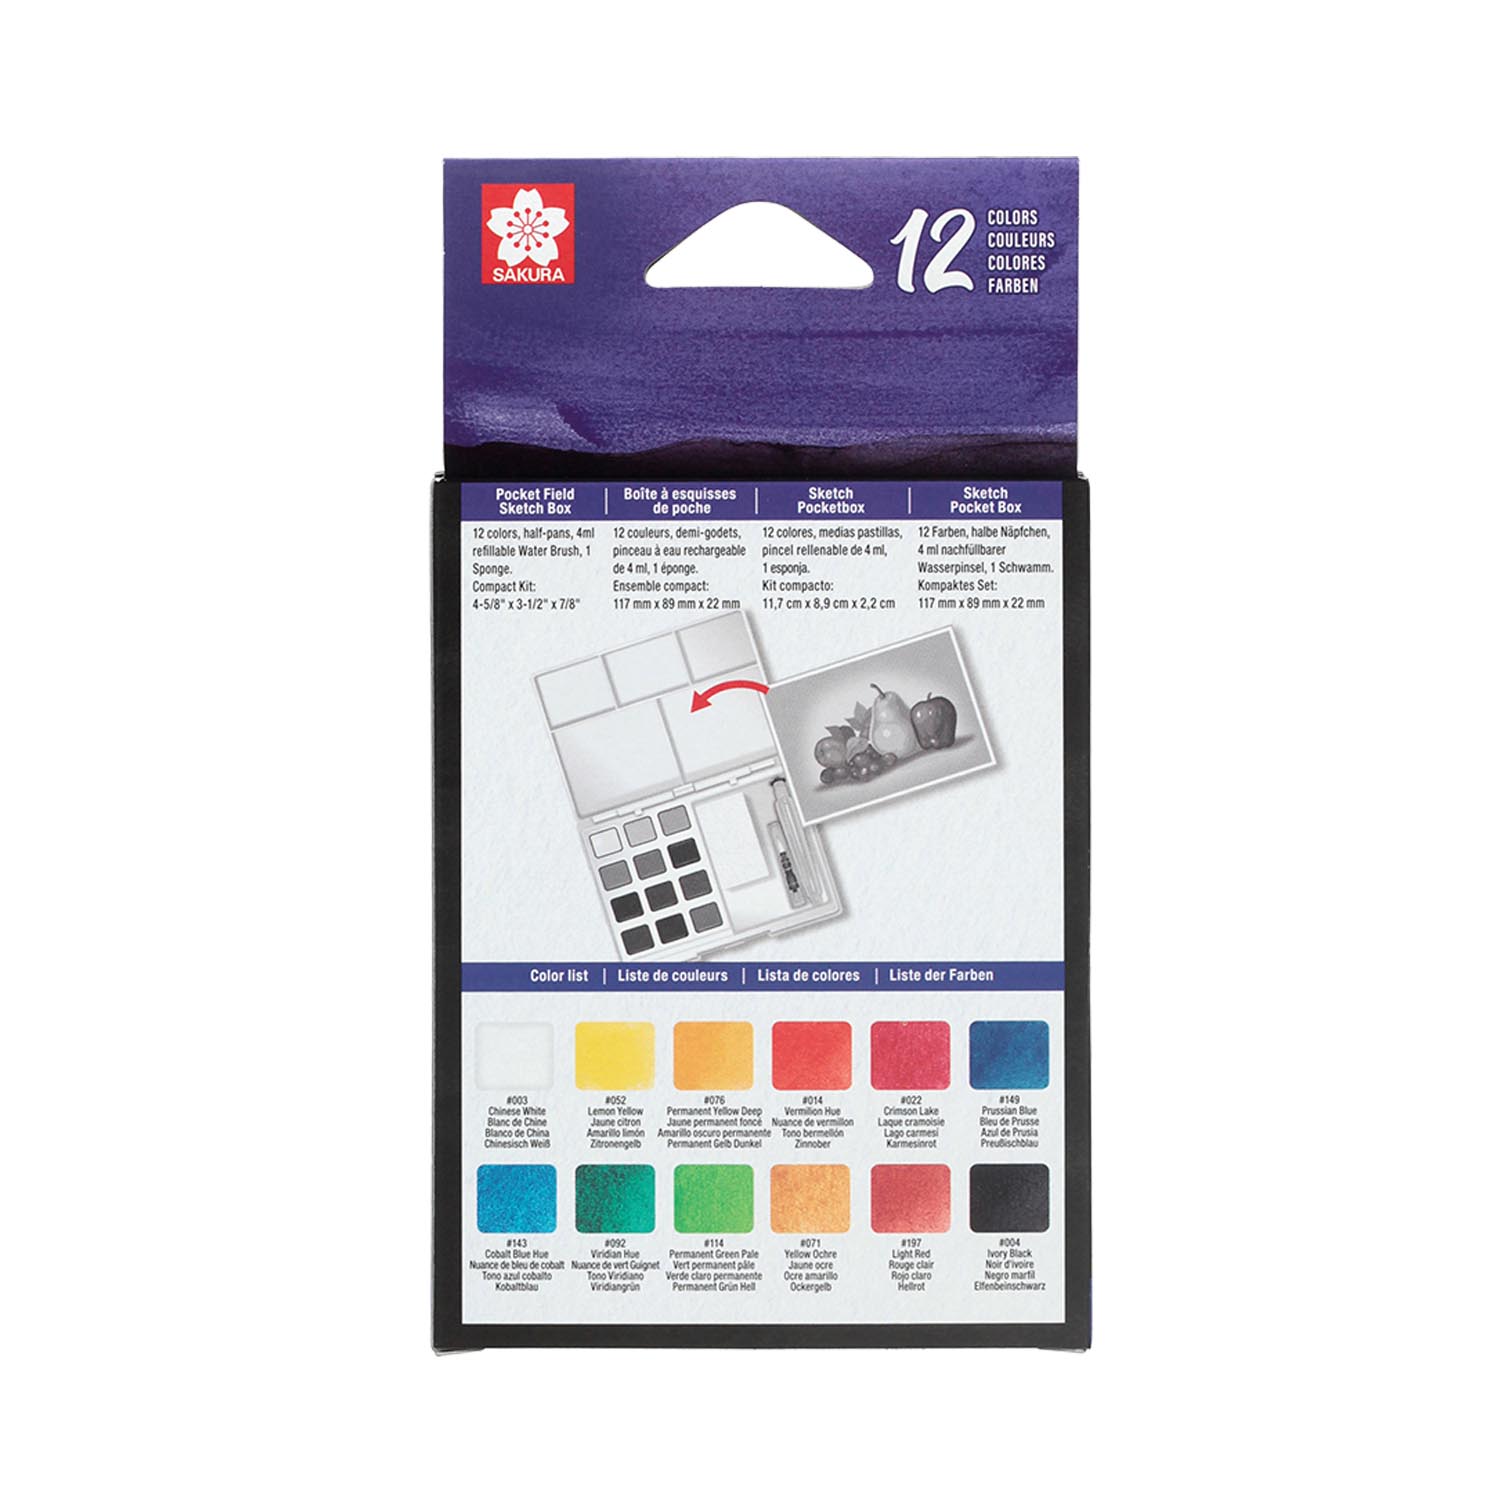 SAKURA
12
COLORS
COULEURS
COLORES
FARBEN
Pocket Field
Sketch Box
Boîte à esquisses
de poche
Sketch
Pocketbox
Sketch
Pocket Box
12 colors, half-pans, 4ml
refillable Water Brush, 1
Sponge.
Compact Kit:
4-5/8" x 3-1/2" x 7/8"
12 couleurs, demi-godets,
pinceau à eau rechargeable
de 4 ml, 1 éponge.
Ensemble compact:
117 mm x 89 mm x 22 mm
12 colores, medias pastillas,
pincel rellenable de 4 ml,
1 esponja.
Kit compacto:
11,7 cm x 8,9 cm x 2,2 cm
12 Farben, halbe Näpfchen,
4 ml nachfüllbarer
Wasserpinsel, 1 Schwamm.
Kompaktes Set:
117 mm x 89 mm x 22 mm
Color list | Liste de couleurs | Lista de colores | Liste der Farben
#003
Chinese White
Blanc de Chine
Blanco de China
Chinesisch Weiß
#052
Lemon Yellow
Jaune citron
Amarillo limón
Zitronengelb
#076
Permanent Yellow Deep
Jaune permanent foncé
Amarillo oscuro permanente
Permanent Gelb Dunkel
#014
Vermilion Hue
Nuance de vermillon
Tono bermellón
Zinnober
#022
Crimson Lake
Laque cramoisie
Lago carmesí
Karmesinrot
#149
Prussian Blue
Bleu de Prusse
Azul de Prusia
Preußischblau
#143
Cobalt Blue Hue
Nuance de bleu de cobalt
Tono azul cobalto
Kobaltblau
#092
Viridian Hue
Nuance de vert Guignet
Tono Viridiano
Viridiangrün
#114
Permanent Green Pale
Vert permanent pâle
Verde claro permanente
Permanent Grün Hell
#071
Yellow Ochre
Jaune ocre
Ocre amarillo
Ockergelb
#197
Light Red
Rouge clair
Rojo claro
Hellrot
#004
Ivory Black
Noir d'ivoire
Negro marfil
Elfenbeinschwarz